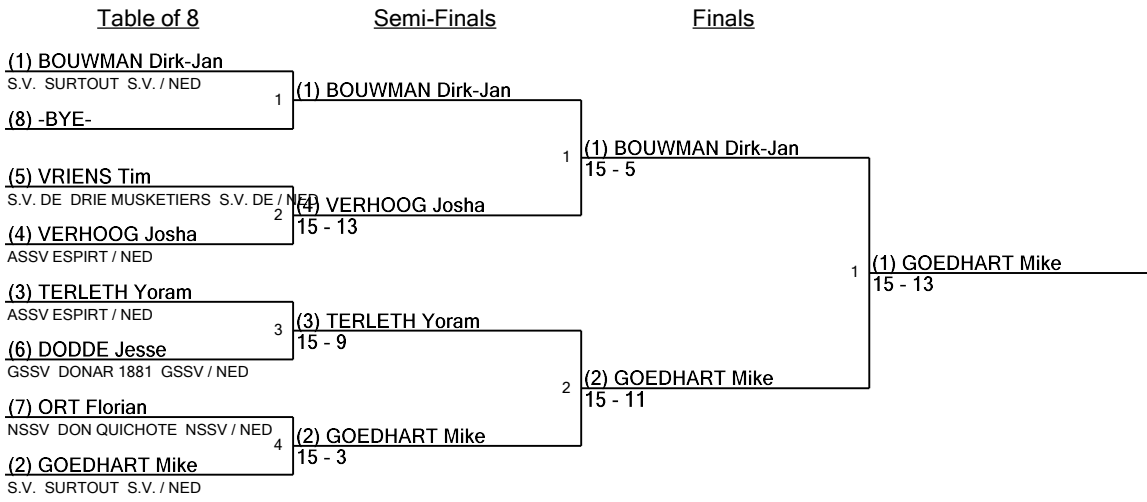 Table of 8 Semi-Finals Finals
(1) BOUWMAN Dirk-Jan
S.V. SURTOUT S.V. / NED
1
(8) -BYE-
(1) BOUWMAN Dirk-Jan
(5) VRIENS Tim
S.V. DE DRIE MUSKETIERS S.V. DE / NED
2
(4) VERHOOG Josha
ASSV ESPIRT / NED
(4) VERHOOG Josha
15 - 13
1
(1) BOUWMAN Dirk-Jan
15 - 5
(3) TERLETH Yoram
ASSV ESPIRT / NED
3
(6) DODDE Jesse
GSSV DONAR 1881 GSSV / NED
(3) TERLETH Yoram
15 - 9
(7) ORT Florian
NSSV DON QUICHOTE NSSV / NED
4
(2) GOEDHART Mike
S.V. SURTOUT S.V. / NED
(2) GOEDHART Mike
15 - 3
2
(2) GOEDHART Mike
15 - 11
1
(1) GOEDHART Mike
15 - 13